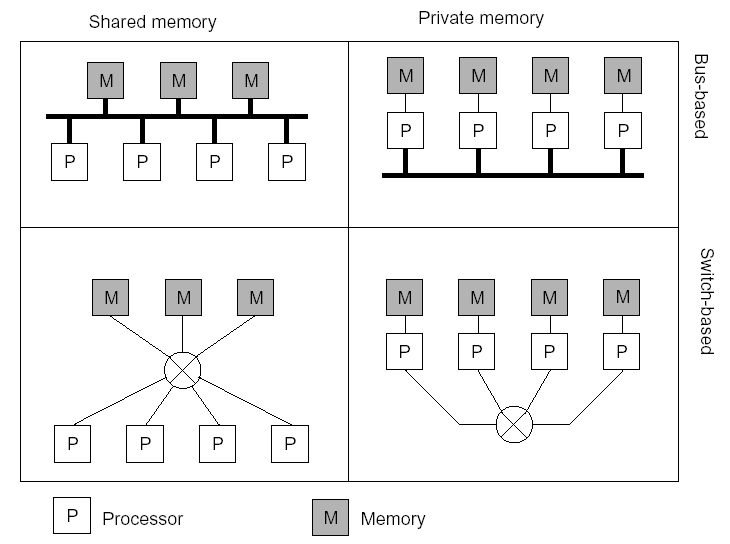 Shared memory
Private memory
M M M
M M M M
P P P P
P P P P
Bus-based
M M M
M M M M
P P P P
P P P P
Switch-based
P Processor
M Memory